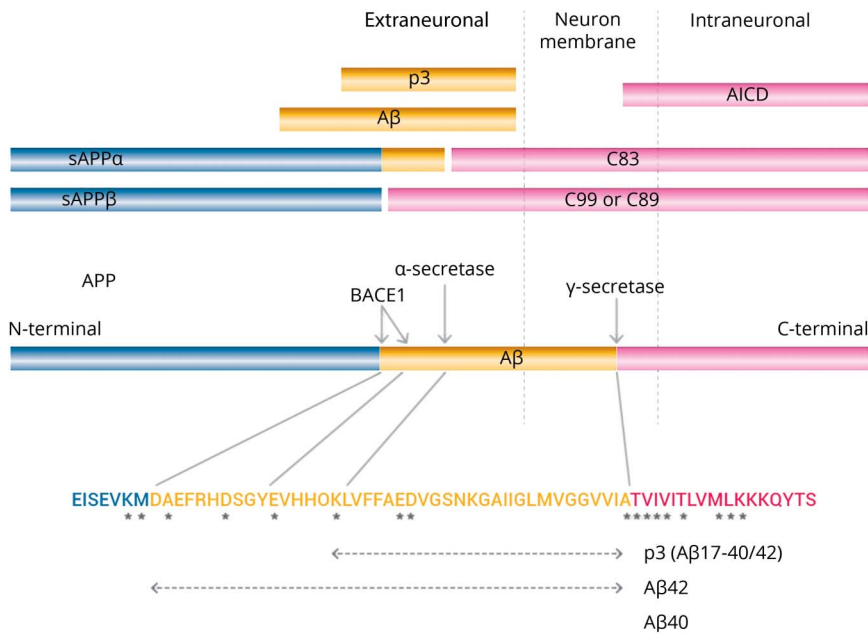 Extraneuronal
Neuron
membrane
Intraneuronal
p3
AICD
Aβ
sAPPα
C83
sAPPβ
C99 or C89
APP
α-secretase
BACE1
γ-secretase
N-terminal
C-terminal
Aβ
EISEVKMDAEFRHDSGYEVHHOKLVFFAEDVGSNKGAIIGLMVGGVVIATVIVITLVMLKKKQYTS
* * * * * * * * * * * * * * * * *
p3 (Aβ17-40/42)
Aβ42
Aβ40